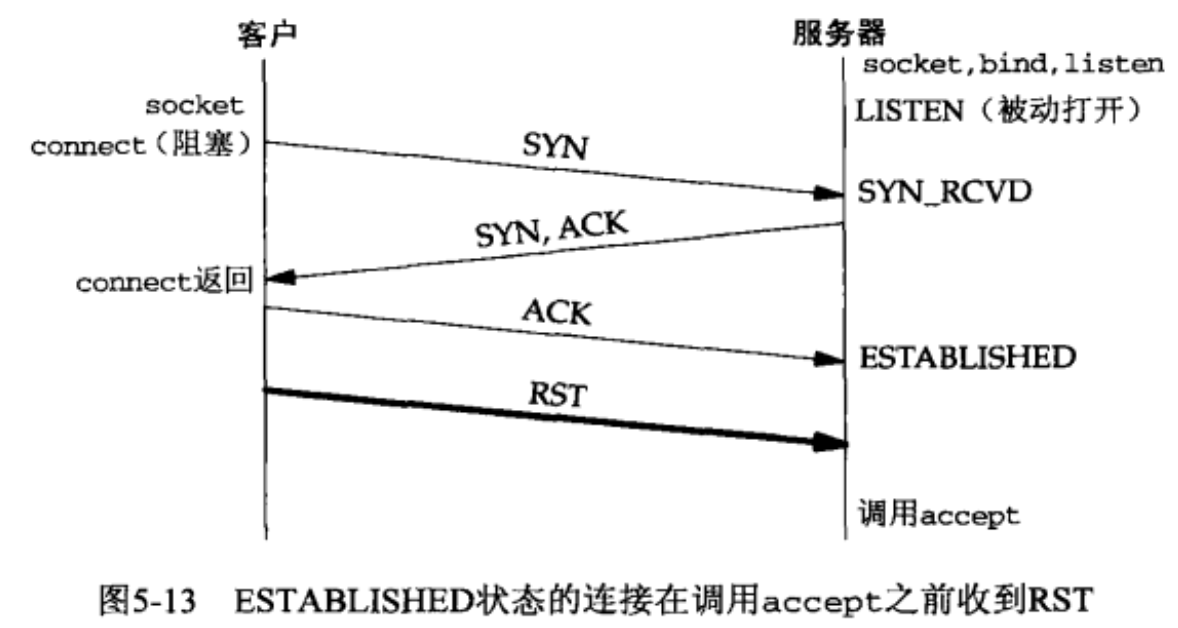 客户
服务器
socket,bind,listen
socket
LISTEN（被动打开）
connect（阻塞）
SYN
SYN_RCVD
SYN, ACK
connect返回
ACK
ESTABLISHED
RST
调用accept
图5-13 ESTABLISHED状态的连接在调用accept之前收到RST